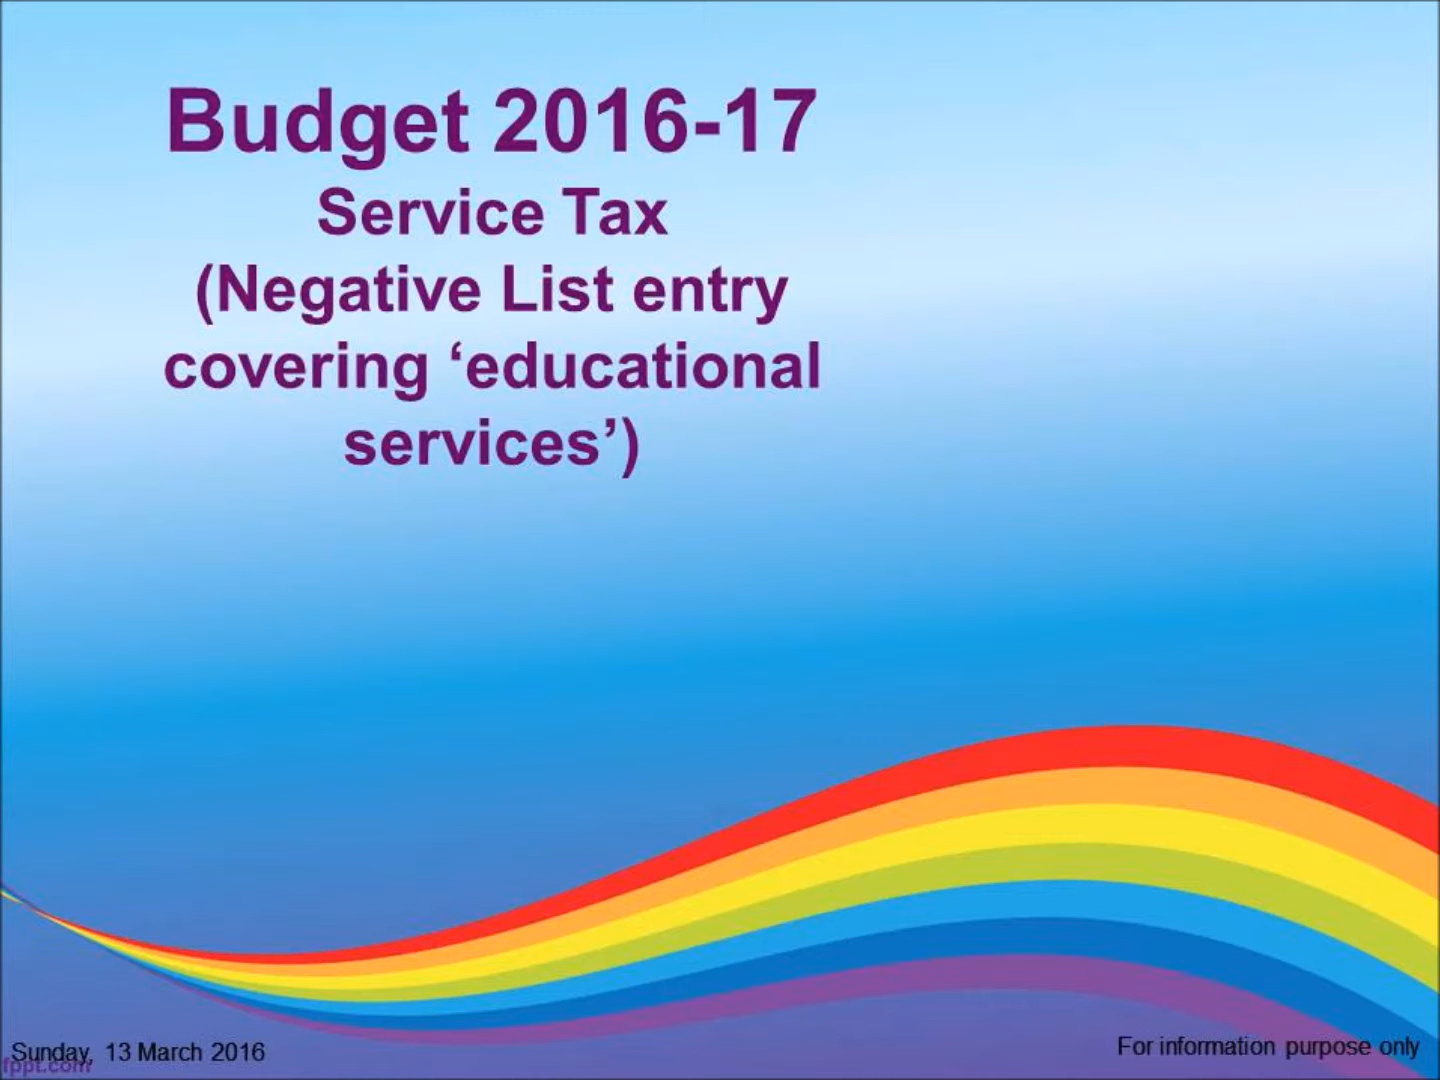 Budget 2016-17
Service Tax
(Negative List entry
covering ‘educational
services’)
Sunday, 13 March 2016
For information purpose only
fppt.com